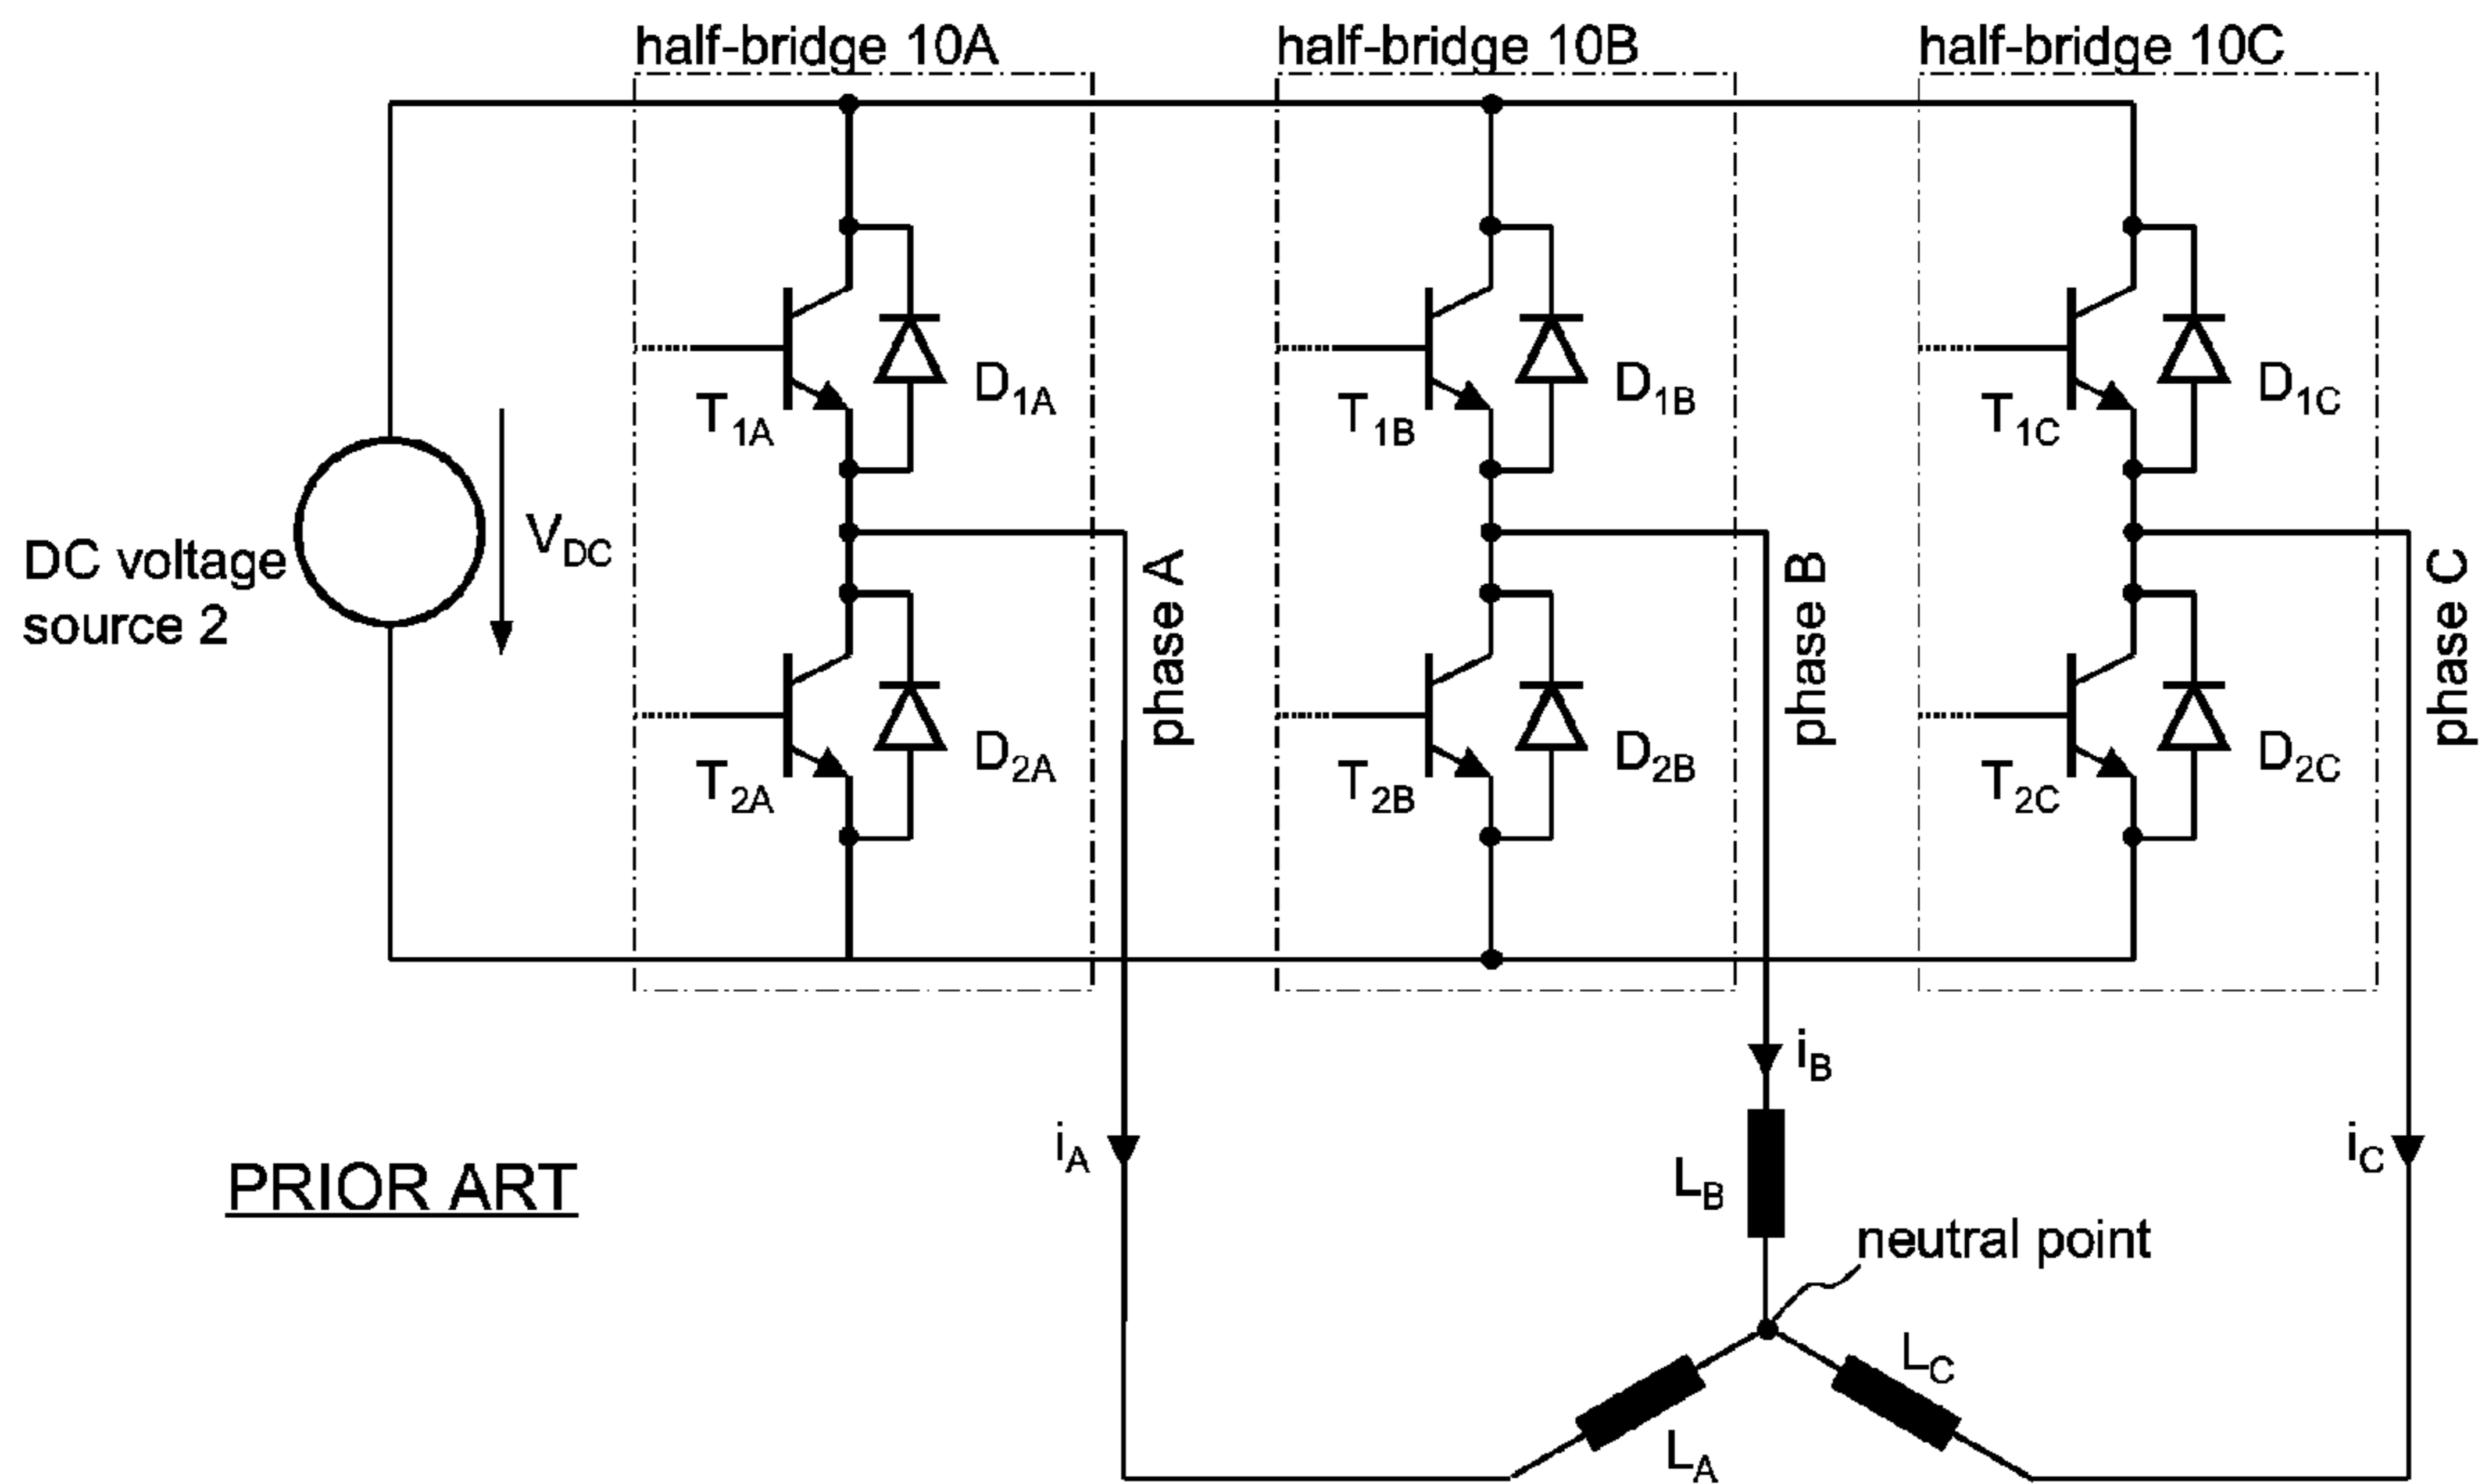 half-bridge 10A
half-bridge 10B
half-bridge 10C
T1A
D1A
T1B
D1B
T1C
D1C
DC voltage
source 2
VDC
phase A
phase B
phase C
T2A
D2A
T2B
D2B
T2C
D2C
iA
iB
iC
PRIOR ART
LB
neutral point
LC
LA